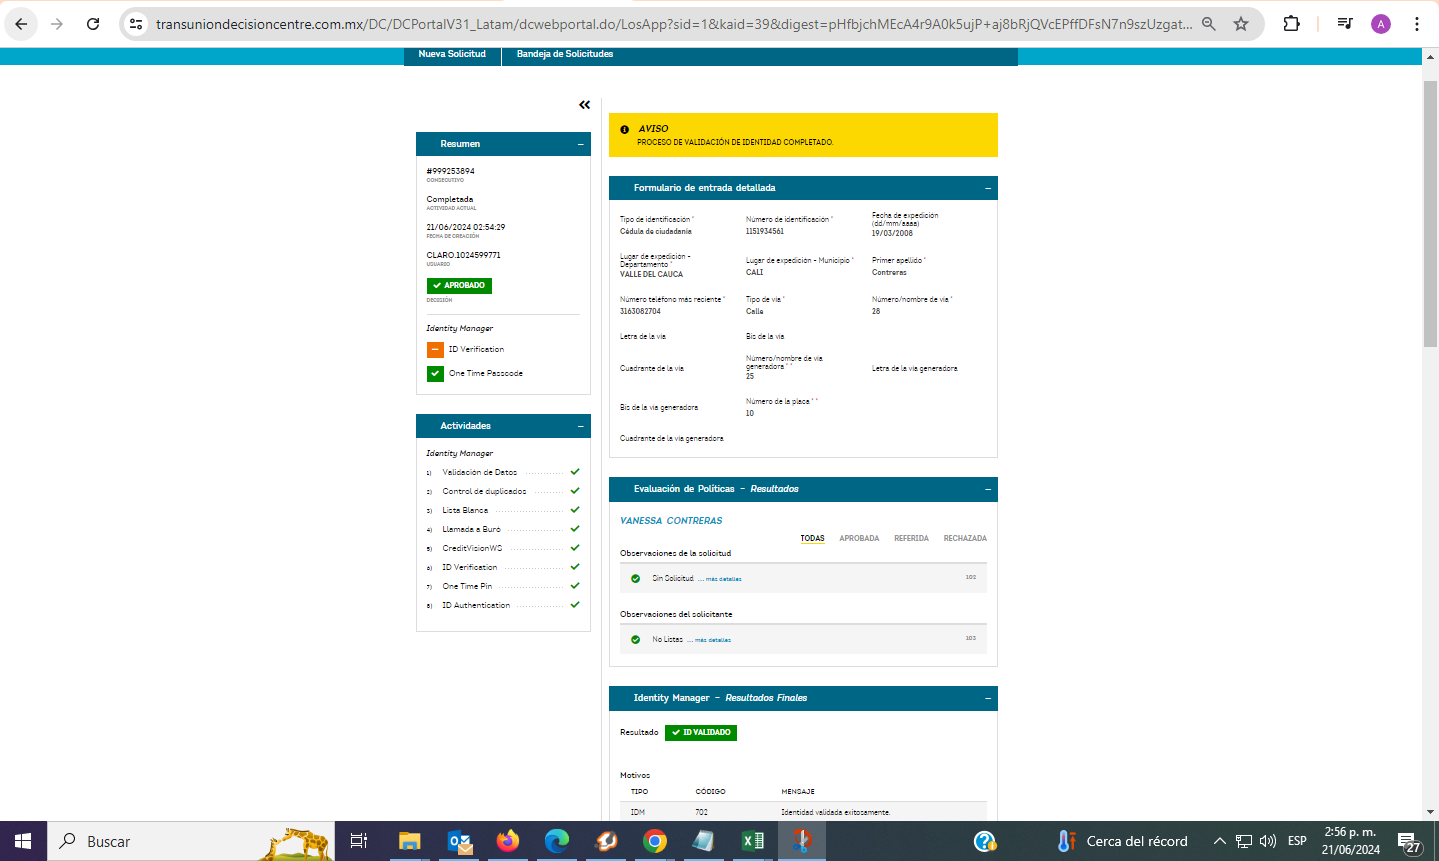 transuniondecisioncentre.com.mx/DC/DCPortalV31_Latam/dcwebportal.do/LosApp?sid=1&kaid=39&digest=pHfbjchMEcA4r9A0k5ujP+aj8bRjQVcEPffDFsN7n9szUzgat...
A
Nueva Solicitud
Bandeja de Solicitudes
Resumen
#999253894
CONSECUTIVO
Completada
ACTIVIDAD ACTUAL
21/06/2024 02:54:29
FECHA DE CREACIÓN
CLARO.1024599771
USUARIO
APROBADO
DECISIÓN
Identity Manager
ID Verification
One Time Passcode
Actividades
Identity Manager
1) Validación de Datos
2) Control de duplicados
3) Lista Blanca
4) Llamada a Buró
5) CreditVisionWS
6) ID Verification
7) One Time Pin
8) ID Authentication
AVISO
PROCESO DE VALIDACIÓN DE IDENTIDAD COMPLETADO.
Formulario de entrada detallada
Tipo de identificación *
Cédula de ciudadanía
Número de identificación *
1151934561
Fecha de expedición
(dd/mm/aaaa)
19/03/2008
Lugar de expedición -
Departamento *
VALLE DEL CAUCA
Lugar de expedición - Municipio *
CALI
Primer apellido *
Contreras
Número teléfono más reciente *
3163082704
Tipo de vía *
Calle
Número/nombre de vía *
28
Letra de la vía
Bis de la vía
Cuadrante de la vía
Número/nombre de vía
generadora * *
25
Letra de la vía generadora
Bis de la vía generadora
Número de la placa * *
10
Cuadrante de la vía generadora
Evaluación de Políticas - Resultados
VANESSA CONTRERAS
TODAS APROBADA REFERIDA RECHAZADA
Observaciones de la solicitud
Sin Solicitud ... más detalles 102
Observaciones del solicitante
No Listas ... más detalles 103
Identity Manager - Resultados Finales
Resultado ID VALIDADO
Motivos
TIPO CÓDIGO MENSAJE
IDM 702 Identidad validada exitosamente.
Buscar
Cerca del récord
ESP
2:56 p. m.
21/06/2024
27